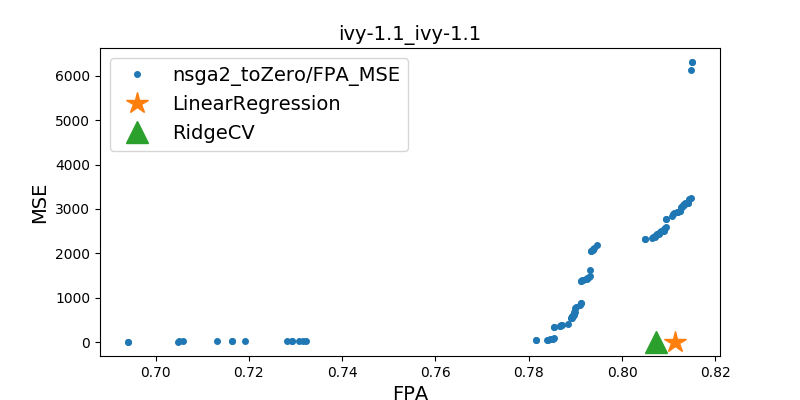 ivy-1.1_ivy-1.1
nsga2_toZero/FPA_MSE
LinearRegression
RidgeCV
MSE
6000
5000
4000
3000
2000
1000
0
0.70 0.72 0.74 0.76 0.78 0.80 0.82
FPA